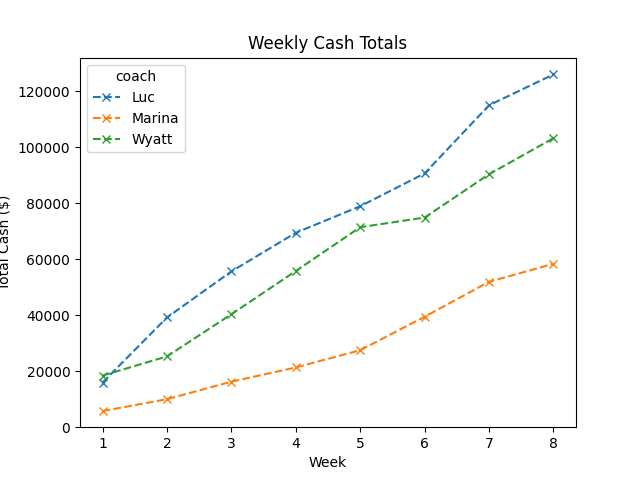 Weekly Cash Totals
coach
Luc
Marina
Wyatt
120000
100000
80000
60000
40000
20000
0
Total Cash ($)
1 2 3 4 5 6 7 8
Week